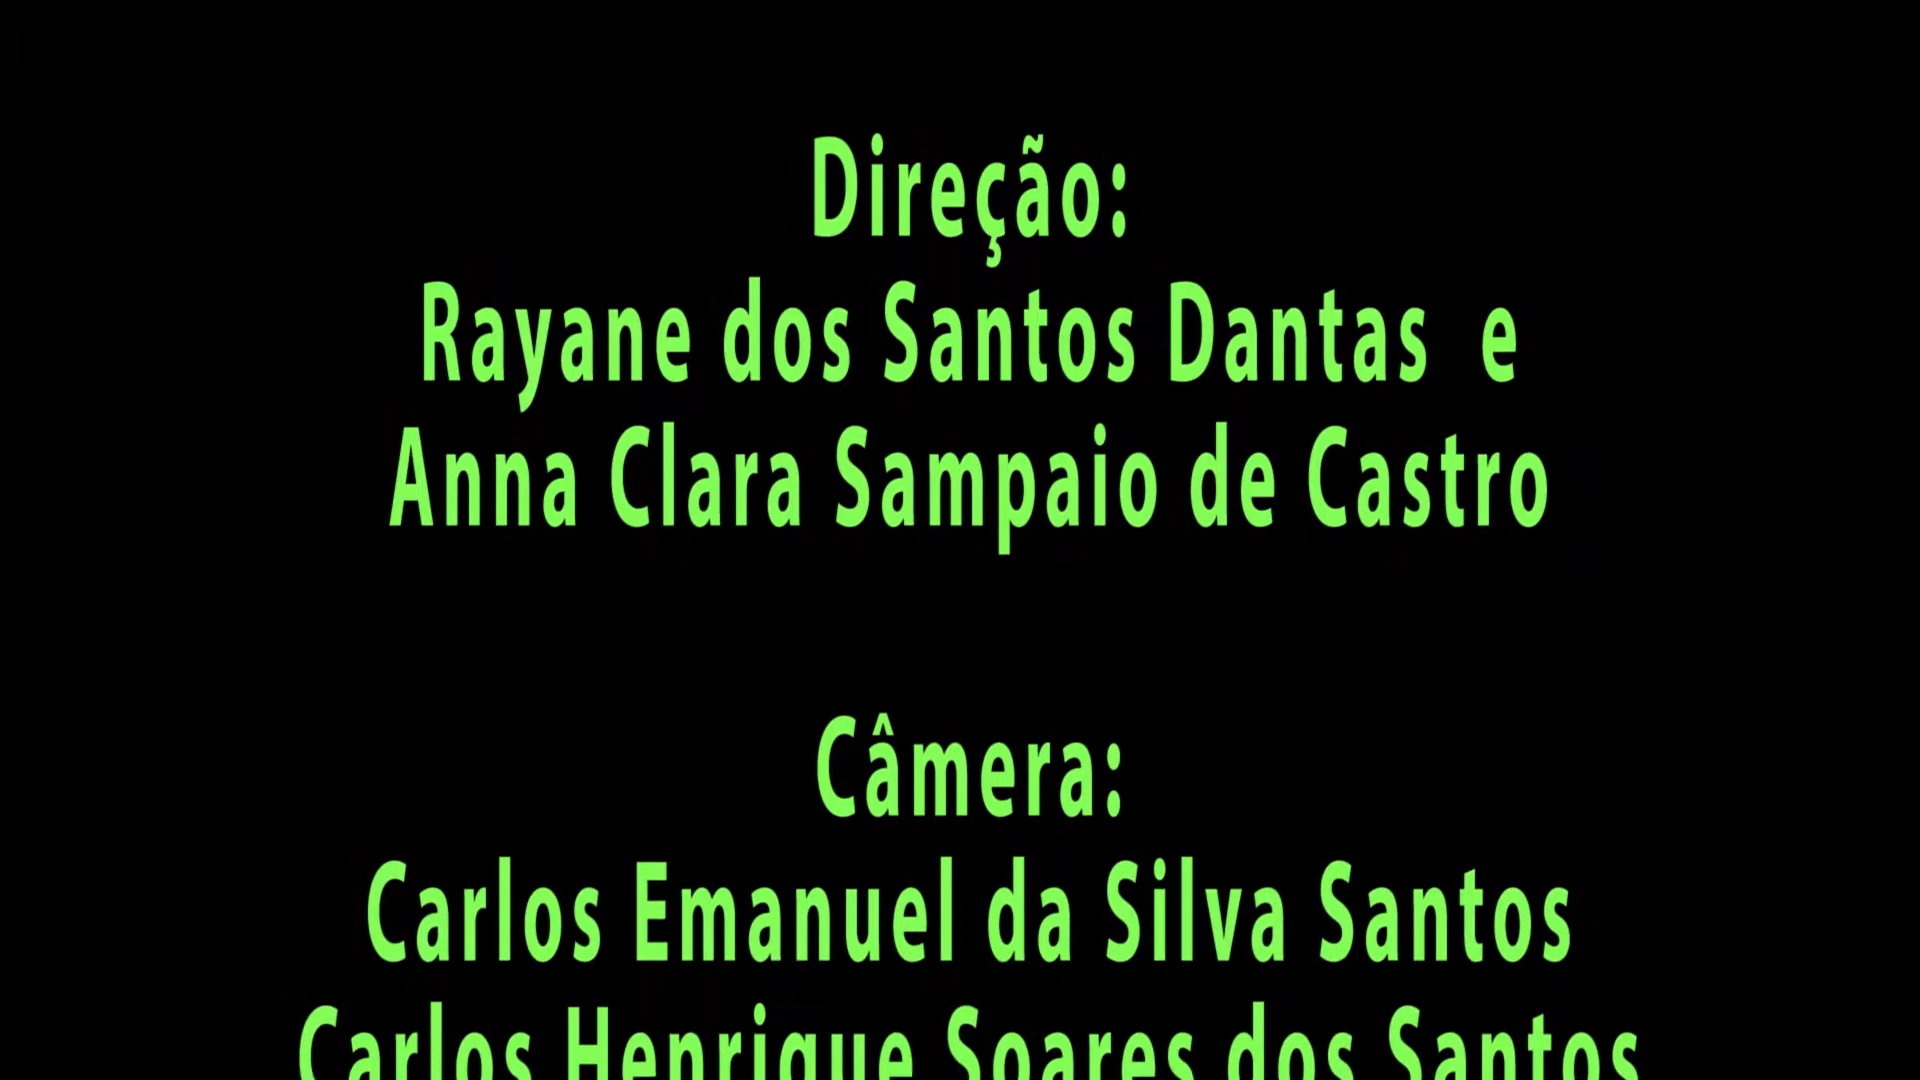 Direção:
Rayane dos Santos Dantas  e
Anna Clara Sampaio de Castro
Câmera:
Carlos Emanuel da Silva Santos
Carlos Henrique Soares dos Santos